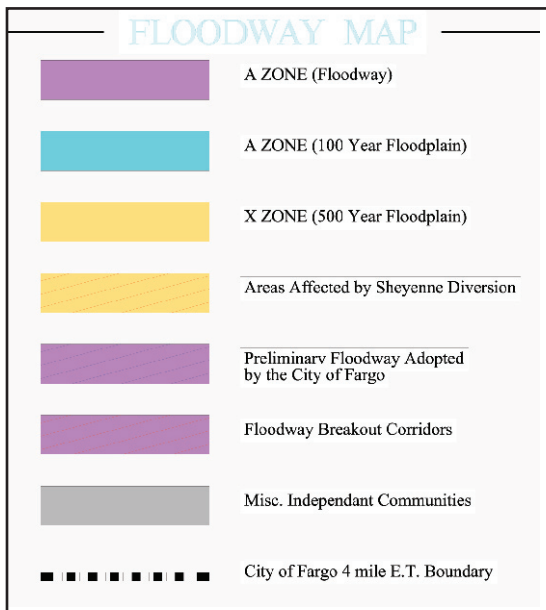 FLOODWAY MAP
A ZONE (Floodway)
A ZONE (100 Year Floodplain)
X ZONE (500 Year Floodplain)
Areas Affected by Sheyenne Diversion
Preliminary Floodway Adopted
by the City of Fargo
Floodway Breakout Corridors
Misc. Independant Communities
City of Fargo 4 mile E.T. Boundary